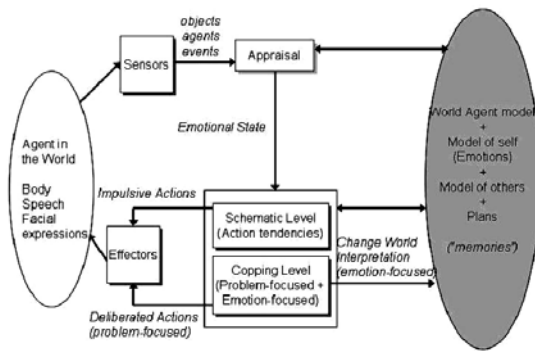 objects
agents
events
Sensors
Appraisal
Emotional State
Agent in
the World
Body
Speech
Facial
expressions
World Agent model
+
Model of self
(Emotions)
+
Model of others
+
Plans
("memories")
Impulsive Actions
Schematic Level
(Action tendencies)
Effectors
Copping Level
(Problem-focused +
Emotion-focused)
Change World
Interpretation
(emotion-focused)
Deliberated Actions
(problem-focused)